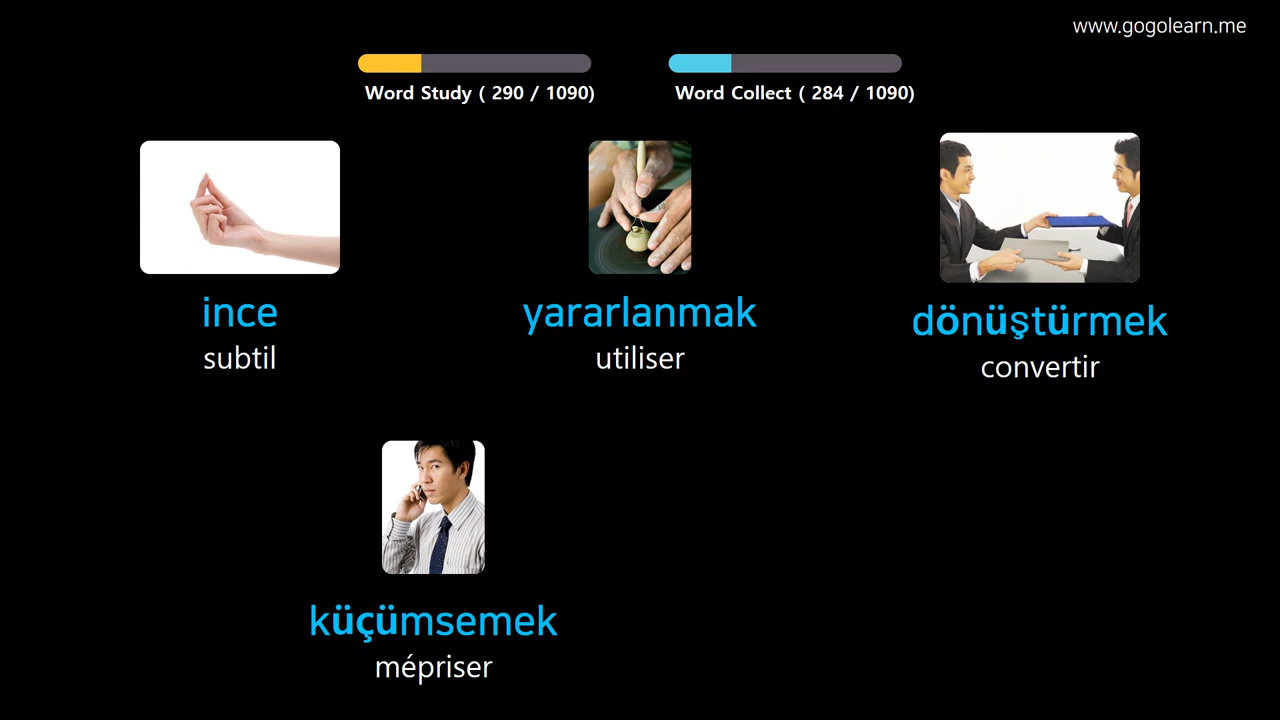 www.gogolearn.me
Word Study ( 290 / 1090)
Word Collect ( 284 / 1090)
ince
subtil
yararlanmak
utiliser
dönüştürmek
convertir
küçümsemek
mépriser